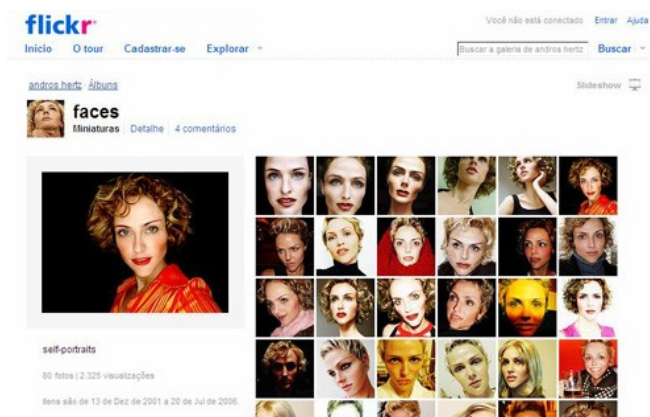 flickr
Você não está conectado Entrar Ajuda
Início O tour Cadastrar-se Explorar
Buscar a galeria de andros hertz Buscar
andros hertz · Álbuns
Slideshow
faces
Miniaturas Detalhe 4 comentários
self-portraits
80 fotos | 2.325 visualizações
itens são de 13 de Dez de 2001 a 20 de Jul de 2006.